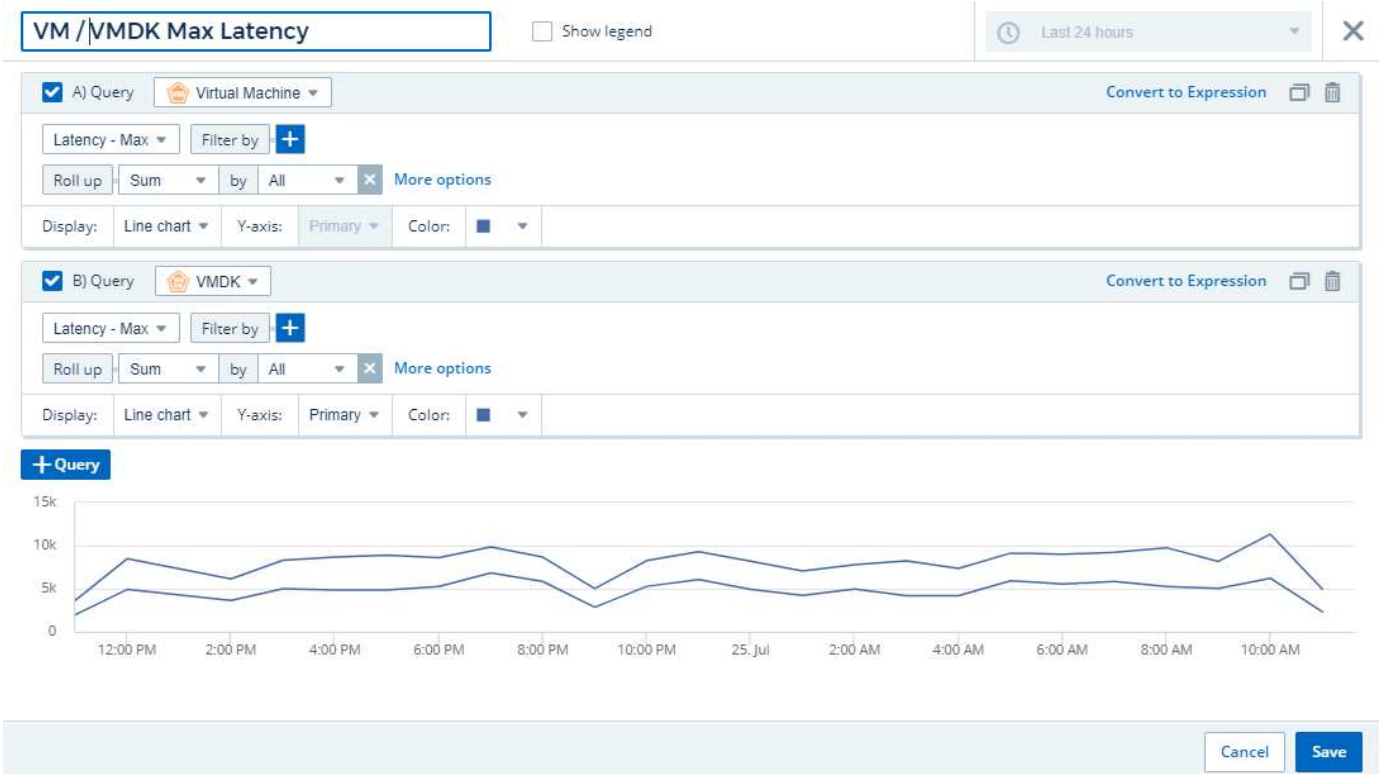 VM / VMDK Max Latency Show legend Last 24 hours
A) Query Virtual Machine Convert to Expression
Latency - Max Filter by +
Roll up Sum by All More options
Display: Line chart Y-axis: Primary Color:
B) Query VMDK Convert to Expression
Latency - Max Filter by +
Roll up Sum by All More options
Display: Line chart Y-axis: Primary Color:
+ Query
15k
10k
5k
0
12:00 PM 2:00 PM 4:00 PM 6:00 PM 8:00 PM 10:00 PM 25. Jul 2:00 AM 4:00 AM 6:00 AM 8:00 AM 10:00 AM
Cancel Save